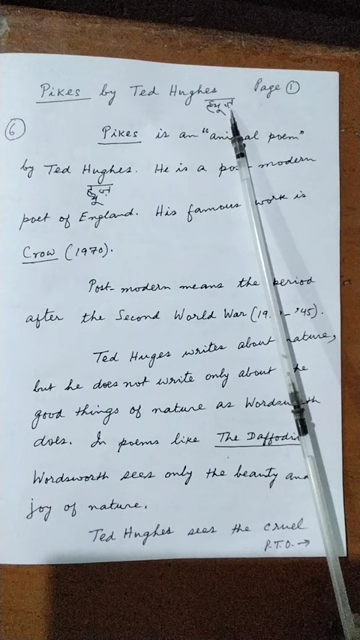 Pikes by Ted Hughes Page 1
ह्यूज़
6 Pikes is an "animal poem"
by Ted Hughes. He is a post-modern
ह्यूज़
poet of England. His famous work is
Crow (1970).
Post-modern means the period
after the Second World War (19 - '45).
Ted Huges writes about nature,
but he does not write only about the
good things of nature as Wordsworth
does. In poems like The Daffodi
Wordsworth sees only the beauty and
joy of nature.
Ted Hughes sees the cruel
P.T.O. →